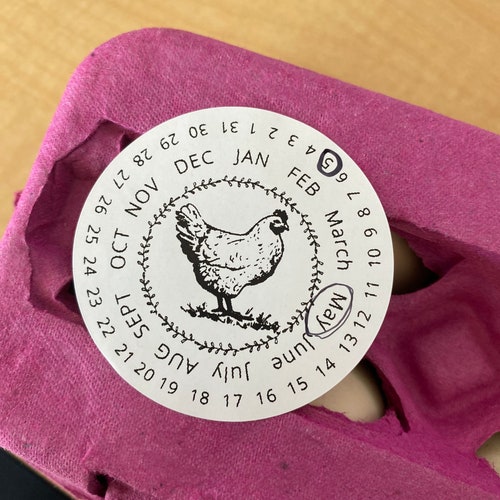 1 2 3 4 5 6 7 8 9 10 11 12 13 14 15 16 17 18 19 20 21 22 23 24 25 26 27 28 29 30 31
JAN FEB March May June July AUG SEPT OCT NOV DEC